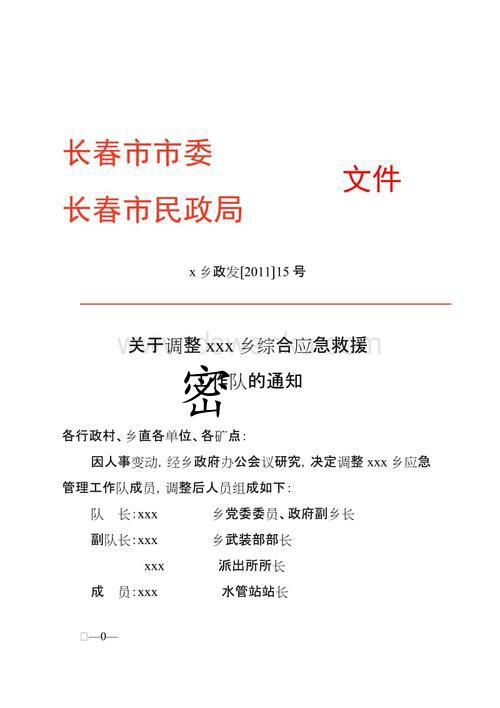 长春市市委
文件
长春市民政局
x 乡政发[2011]15 号
关于调整 xxx 乡综合应急救援
作队的通知
密
各行政村、乡直各单位、各矿点:
因人事变动, 经乡政府办公会议研究, 决定调整 xxx 乡应急
管理工作队成员, 调整后人员组成如下:
队 长:xxx 乡党委委员、政府副乡长
副队长:xxx 乡武装部部长
xxx 派出所所长
成 员:xxx 水管站站长
—0—